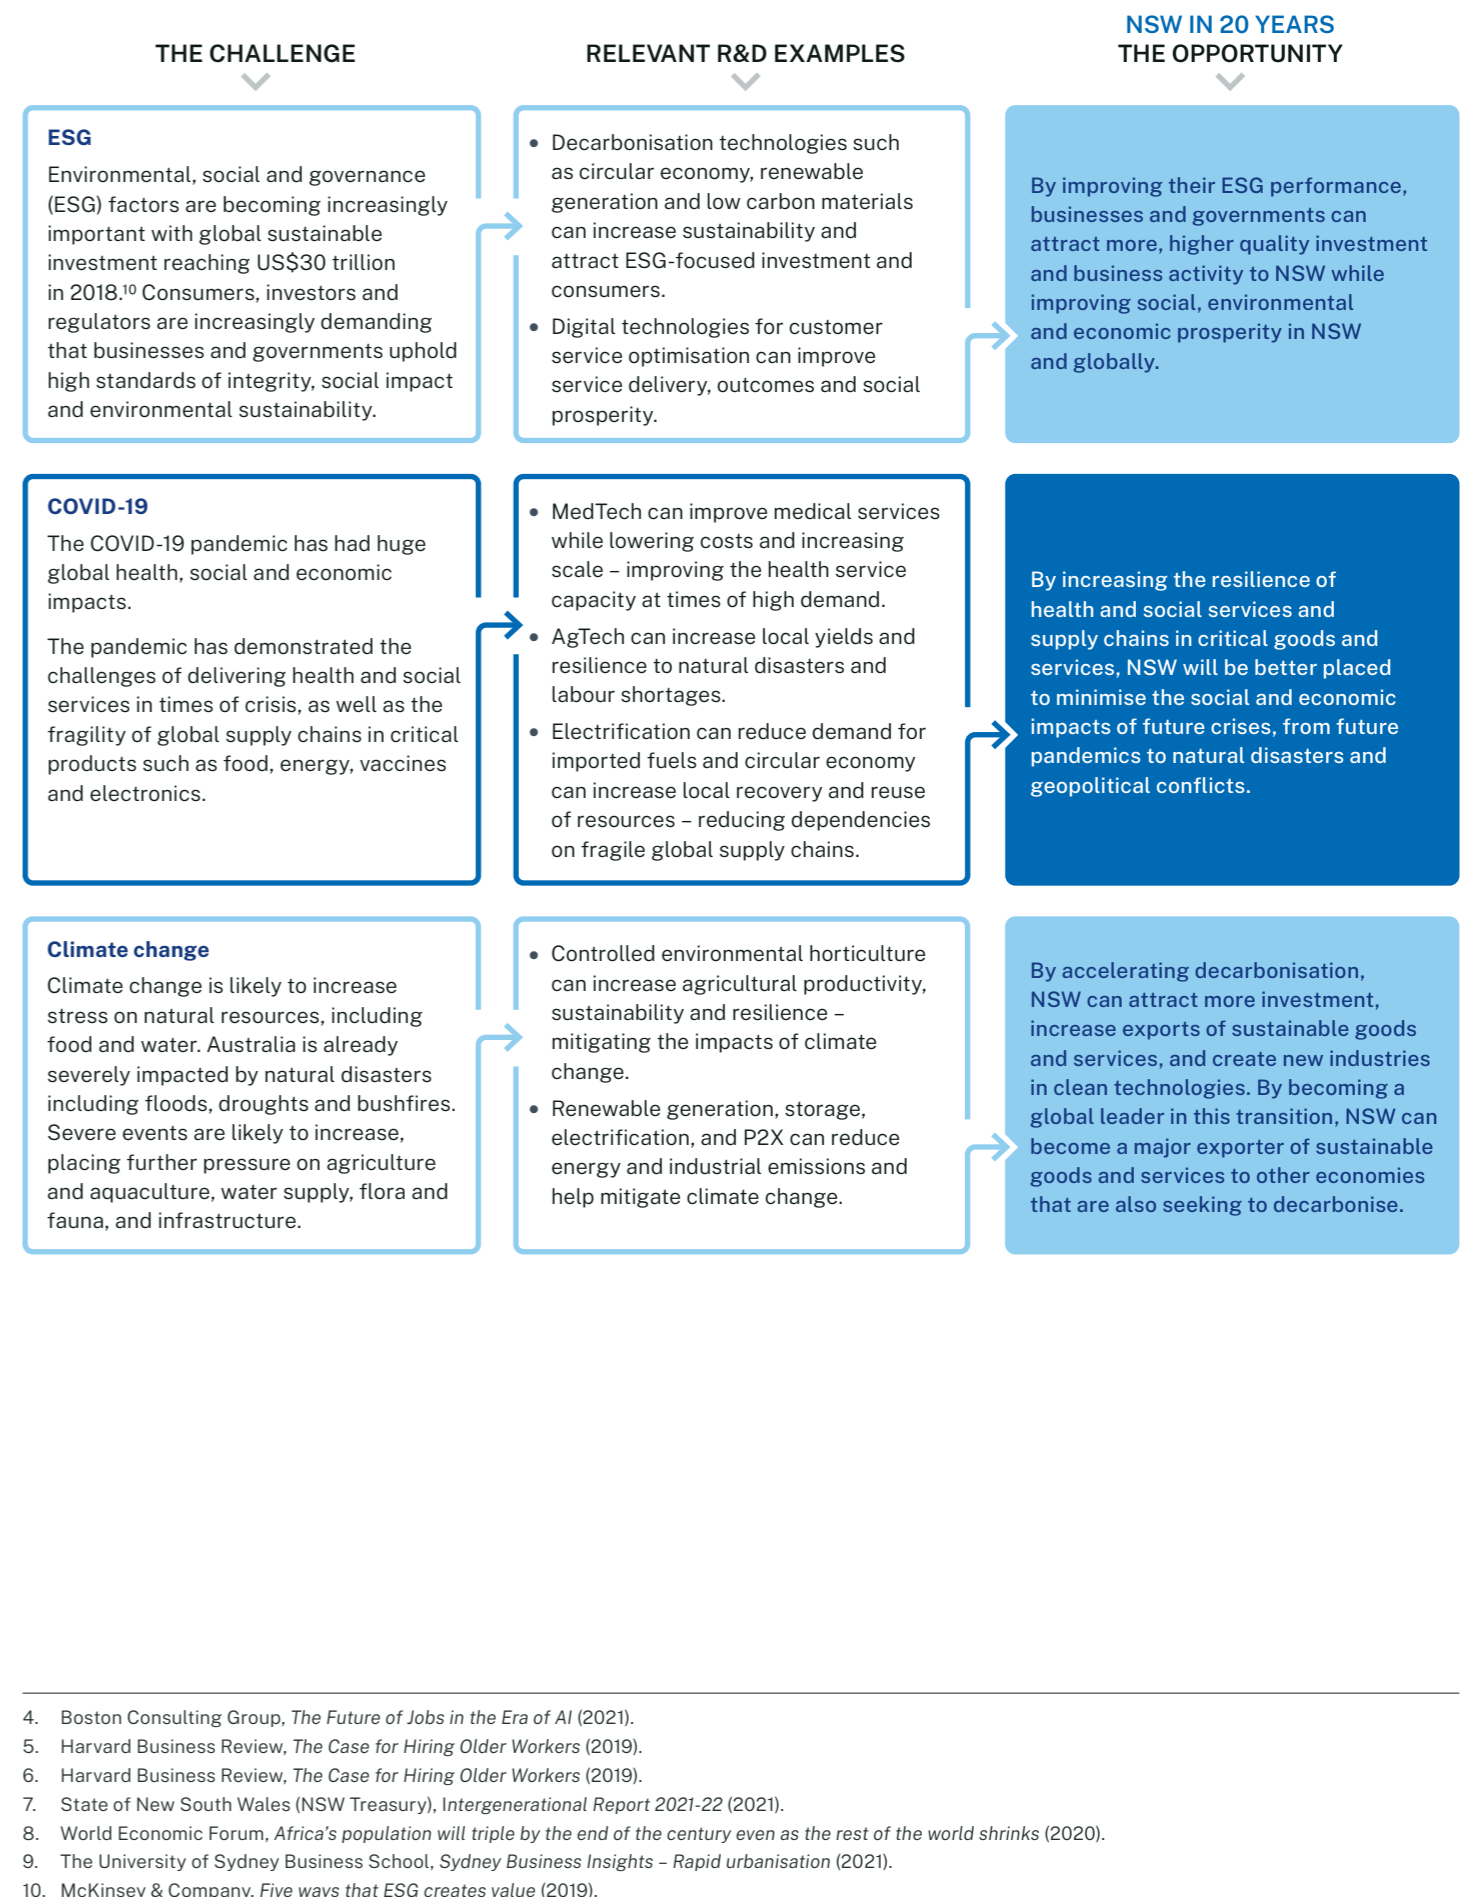 NSW IN 20 YEARS
THE CHALLENGE
RELEVANT R&D EXAMPLES
THE OPPORTUNITY
ESG
Environmental, social and governance
(ESG) factors are becoming increasingly
important with global sustainable
investment reaching US$30 trillion
in 2018.¹⁰ Consumers, investors and
regulators are increasingly demanding
that businesses and governments uphold
high standards of integrity, social impact
and environmental sustainability.
• Decarbonisation technologies such
as circular economy, renewable
generation and low carbon materials
can increase sustainability and
attract ESG-focused investment and
consumers.
• Digital technologies for customer
service optimisation can improve
service delivery, outcomes and social
prosperity.
By improving their ESG performance,
businesses and governments can
attract more, higher quality investment
and business activity to NSW while
improving social, environmental
and economic prosperity in NSW
and globally.
COVID-19
The COVID-19 pandemic has had huge
global health, social and economic
impacts.
The pandemic has demonstrated the
challenges of delivering health and social
services in times of crisis, as well as the
fragility of global supply chains in critical
products such as food, energy, vaccines
and electronics.
• MedTech can improve medical services
while lowering costs and increasing
scale – improving the health service
capacity at times of high demand.
• AgTech can increase local yields and
resilience to natural disasters and
labour shortages.
• Electrification can reduce demand for
imported fuels and circular economy
can increase local recovery and reuse
of resources – reducing dependencies
on fragile global supply chains.
By increasing the resilience of
health and social services and
supply chains in critical goods and
services, NSW will be better placed
to minimise the social and economic
impacts of future crises, from future
pandemics to natural disasters and
geopolitical conflicts.
Climate change
Climate change is likely to increase
stress on natural resources, including
food and water. Australia is already
severely impacted by natural disasters
including floods, droughts and bushfires.
Severe events are likely to increase,
placing further pressure on agriculture
and aquaculture, water supply, flora and
fauna, and infrastructure.
• Controlled environmental horticulture
can increase agricultural productivity,
sustainability and resilience –
mitigating the impacts of climate
change.
• Renewable generation, storage,
electrification, and P2X can reduce
energy and industrial emissions and
help mitigate climate change.
By accelerating decarbonisation,
NSW can attract more investment,
increase exports of sustainable goods
and services, and create new industries
in clean technologies. By becoming a
global leader in this transition, NSW can
become a major exporter of sustainable
goods and services to other economies
that are also seeking to decarbonise.
4. Boston Consulting Group, The Future of Jobs in the Era of AI (2021).
5. Harvard Business Review, The Case for Hiring Older Workers (2019).
6. Harvard Business Review, The Case for Hiring Older Workers (2019).
7. State of New South Wales (NSW Treasury), Intergenerational Report 2021-22 (2021).
8. World Economic Forum, Africa's population will triple by the end of the century even as the rest of the world shrinks (2020).
9. The University of Sydney Business School, Sydney Business Insights – Rapid urbanisation (2021).
10. McKinsey & Company, Five ways that ESG creates value (2019).